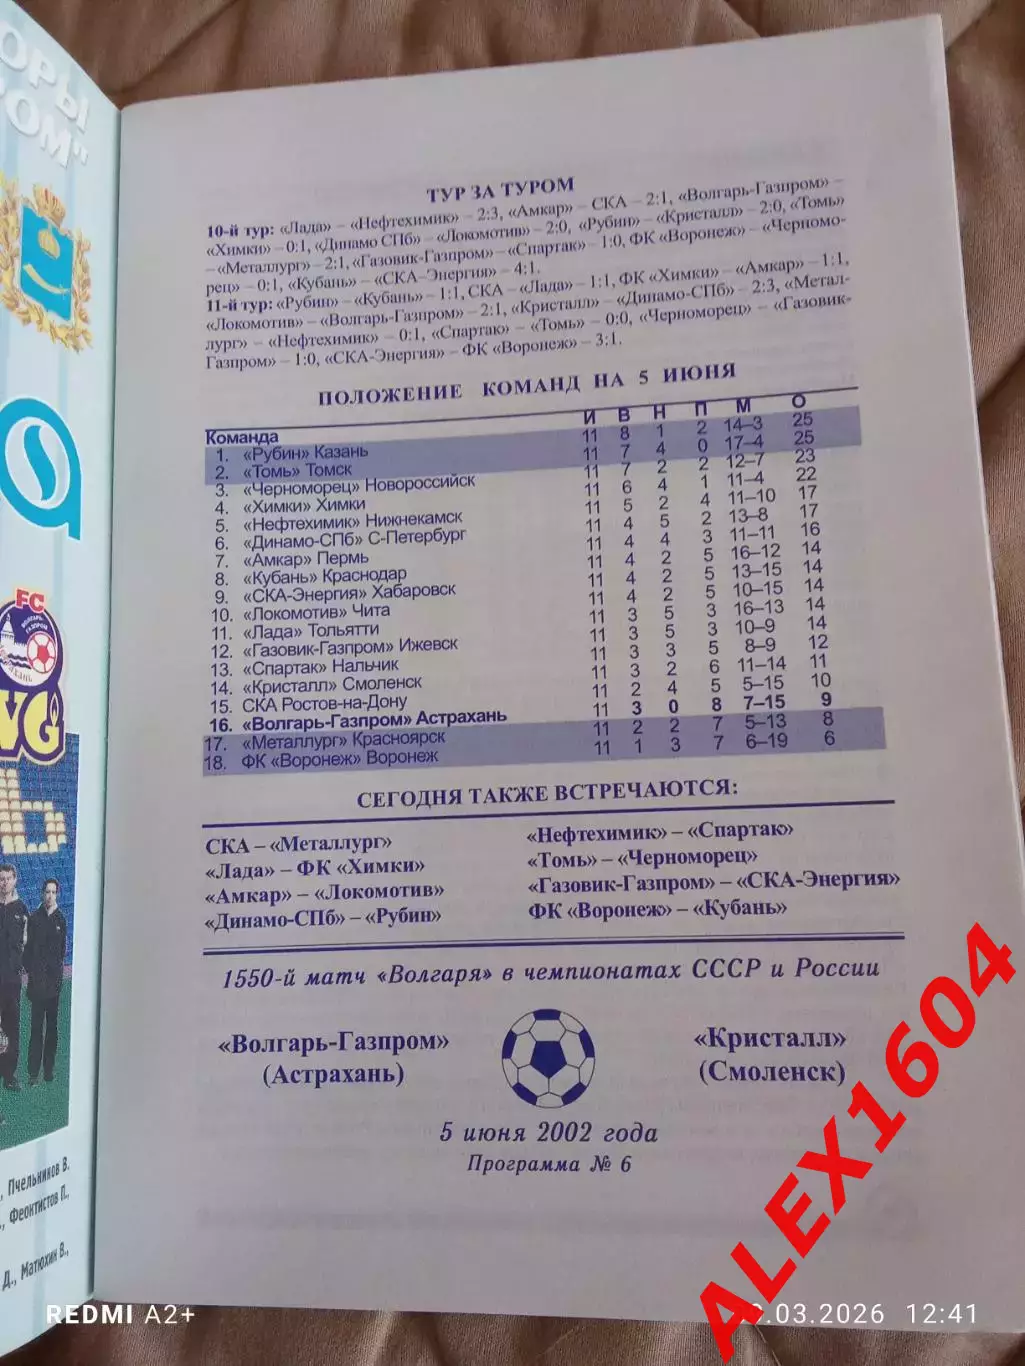 ОРЫ
РОМ"
FC
ВОЛГАРЬ-
ГАЗПРОМ
VG
, Пчельников В.
., Феоктистов П.,
Д., Матюхин В.,
ТУР ЗА ТУРОМ
10-й тур: «Лада» – «Нефтехимик» – 2:3, «Амкар» – СКА – 2:1, «Волгарь-Газпром» –
«Химки» – 0:1, «Динамо СПб» – «Локомотив» – 2:0, «Рубин» – «Кристалл» – 2:0, «Томь»
– «Металлург» – 2:1, «Газовик-Газпром» – «Спартак» – 1:0, ФК «Воронеж» – «Черномо-
рец» – 0:1, «Кубань» – «СКА-Энергия» – 4:1.
11-й тур: «Рубин» – «Кубань» – 1:1, СКА – «Лада» – 1:1, ФК «Химки» – «Амкар» – 1:1,
«Локомотив» – «Волгарь-Газпром» – 2:1, «Кристалл» – «Динамо-СПб» – 2:3, «Метал-
лург» – «Нефтехимик» – 0:1, «Спартак» – «Томь» – 0:0, «Черноморец» – «Газовик-
Газпром» – 1:0, «СКА-Энергия» – ФК «Воронеж» – 3:1.
ПОЛОЖЕНИЕ КОМАНД НА 5 ИЮНЯ
Команда И В Н П М О
1. «Рубин» Казань 11 8 1 2 14–3 25
2. «Томь» Томск 11 7 4 0 17–4 25
3. «Черноморец» Новороссийск 11 7 2 2 12–7 23
4. «Химки» Химки 11 6 4 1 11–4 22
5. «Нефтехимик» Нижнекамск 11 5 2 4 11–10 17
6. «Динамо-СПб» С-Петербург 11 4 5 2 13–8 17
7. «Амкар» Пермь 11 4 4 3 11–11 16
8. «Кубань» Краснодар 11 4 2 5 16–12 14
9. «СКА-Энергия» Хабаровск 11 4 2 5 13–15 14
10. «Локомотив» Чита 11 4 2 5 10–15 14
11. «Лада» Тольятти 11 3 5 3 16–13 14
12. «Газовик-Газпром» Ижевск 11 3 5 3 10–9 14
13. «Спартак» Нальчик 11 3 3 5 8–9 12
14. «Кристалл» Смоленск 11 3 2 6 11–14 11
15. СКА Ростов-на-Дону 11 2 4 5 5–15 10
16. «Волгарь-Газпром» Астрахань 11 3 0 8 7–15 9
17. «Металлург» Красноярск 11 2 2 7 5–13 8
18. ФК «Воронеж» Воронеж 11 1 3 7 6–19 6
СЕГОДНЯ ТАКЖЕ ВСТРЕЧАЮТСЯ:
СКА – «Металлург»
«Лада» – ФК «Химки»
«Амкар» – «Локомотив»
«Динамо-СПб» – «Рубин»
«Нефтехимик» – «Спартак»
«Томь» – «Черноморец»
«Газовик-Газпром» – «СКА-Энергия»
ФК «Воронеж» – «Кубань»
1550-й матч «Волгаря» в чемпионатах СССР и России
«Волгарь-Газпром»
(Астрахань)
«Кристалл»
(Смоленск)
5 июня 2002 года
Программа № 6
ALEX1604
REDMI A2+
.03.2026 12:41